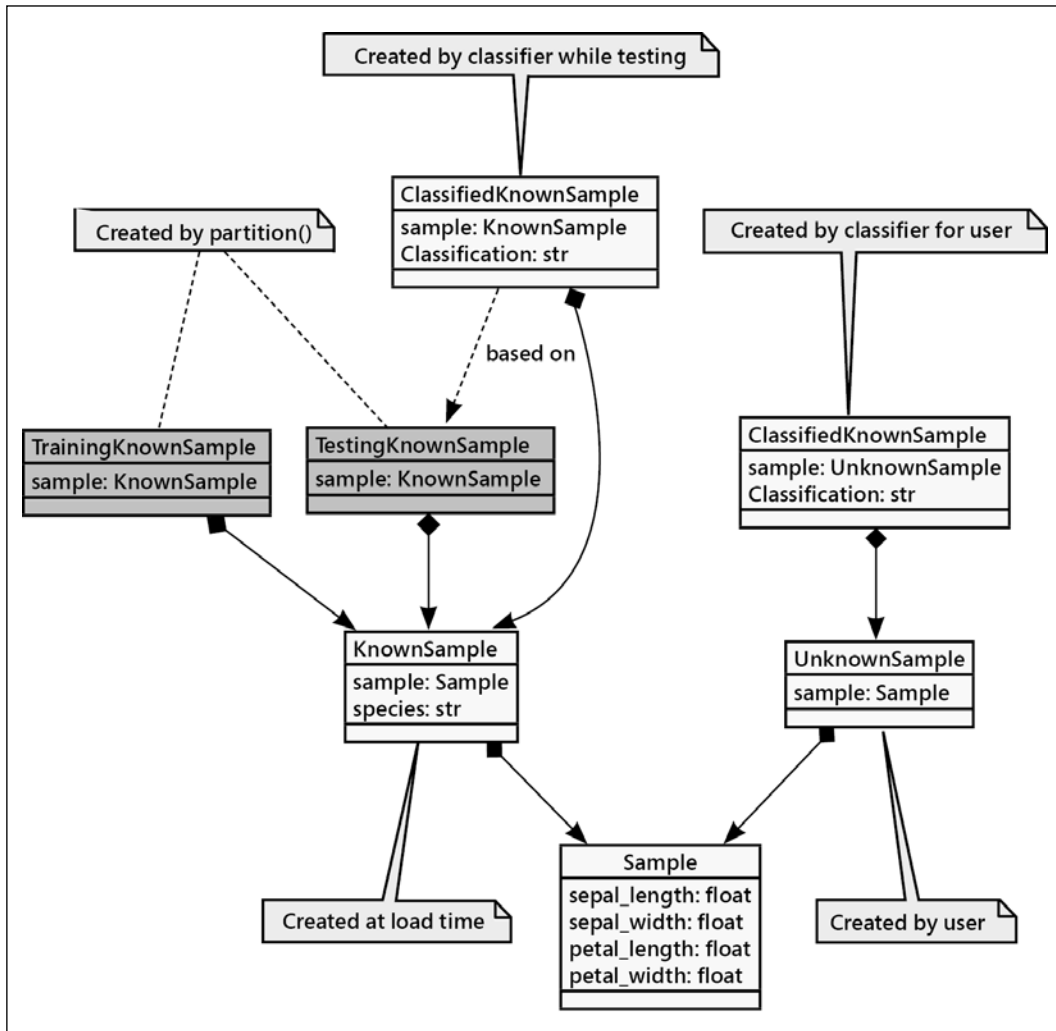 Created by classifier while testing
ClassifiedKnownSample
sample: KnownSample
Classification: str
Created by partition()
Created by classifier for user
based on
TrainingKnownSample
sample: KnownSample
TestingKnownSample
sample: KnownSample
ClassifiedKnownSample
sample: UnknownSample
Classification: str
KnownSample
sample: Sample
species: str
UnknownSample
sample: Sample
Created at load time
Sample
sepal_length: float
sepal_width: float
petal_length: float
petal_width: float
Created by user